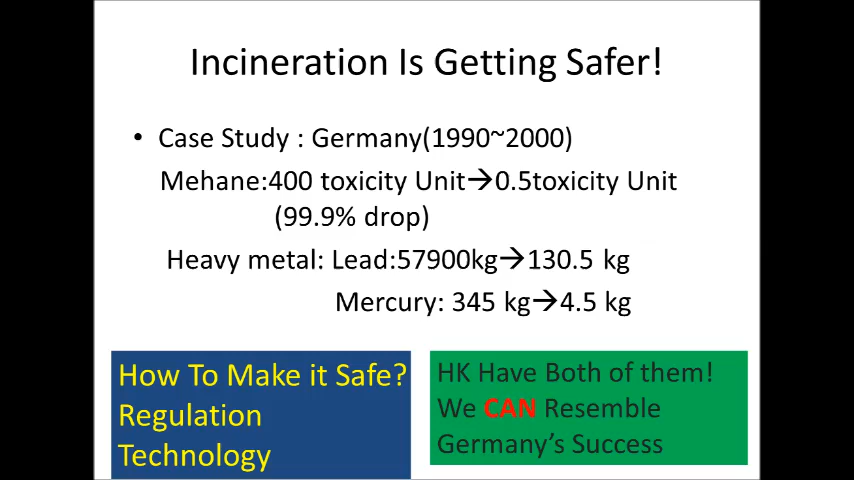 Incineration Is Getting Safer!
• Case Study : Germany(1990~2000)
Mehane:400 toxicity Unit→0.5toxicity Unit
(99.9% drop)
Heavy metal: Lead:57900kg→130.5 kg
Mercury: 345 kg→4.5 kg
How To Make it Safe?
Regulation
Technology
HK Have Both of them!
We CAN Resemble
Germany's Success